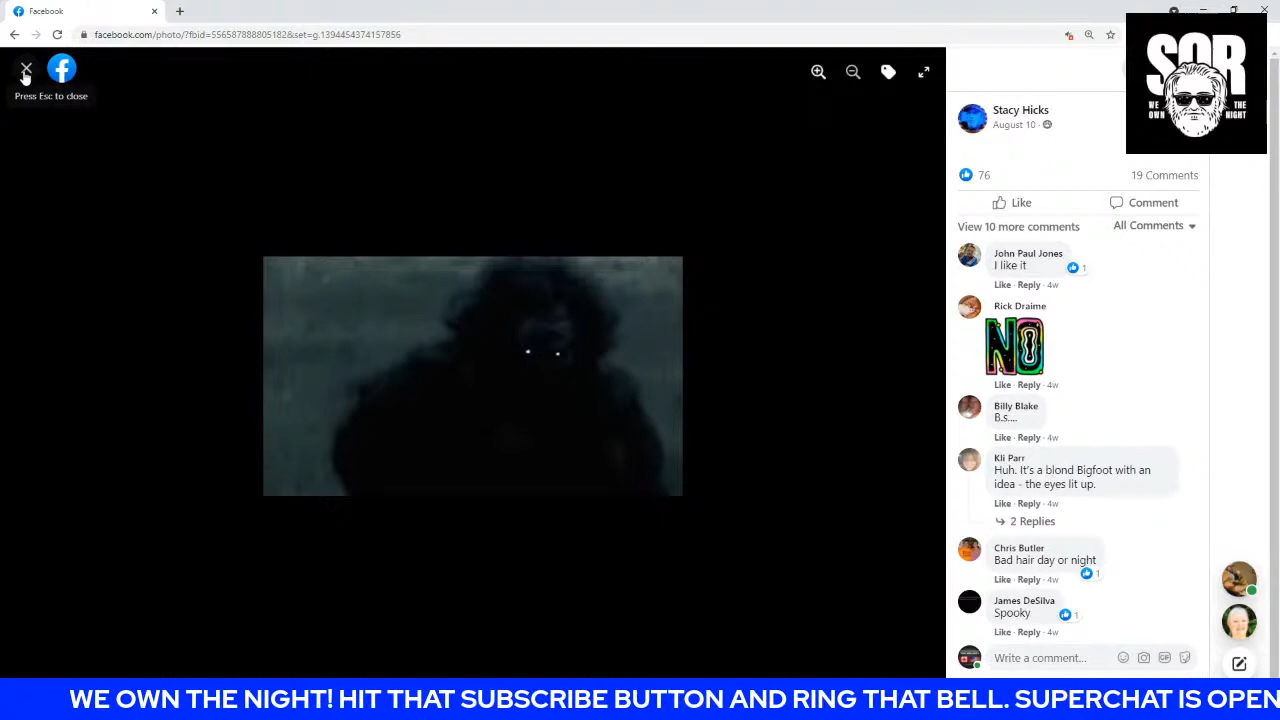 Facebook
facebook.com/photo/?fbid=556587888805182&set=g.1394454374157856
Press Esc to close
SOR
WE OWN THE NIGHT
Stacy Hicks
August 10
76
19 Comments
Like
Comment
View 10 more comments
All Comments
John Paul Jones
I like it
1
Like · Reply · 4w
Rick Draime
NO
Like · Reply · 4w
Billy Blake
B.s....
Like · Reply · 4w
Kli Parr
Huh. It's a blond Bigfoot with an
idea - the eyes lit up.
Like · Reply · 4w
2 Replies
Chris Butler
Bad hair day or night
1
Like · Reply · 4w
James DeSilva
Spooky
1
Like · Reply · 4w
Write a comment...
GIF
WE OWN THE NIGHT! HIT THAT SUBSCRIBE BUTTON AND RING THAT BELL. SUPERCHAT IS OPEN